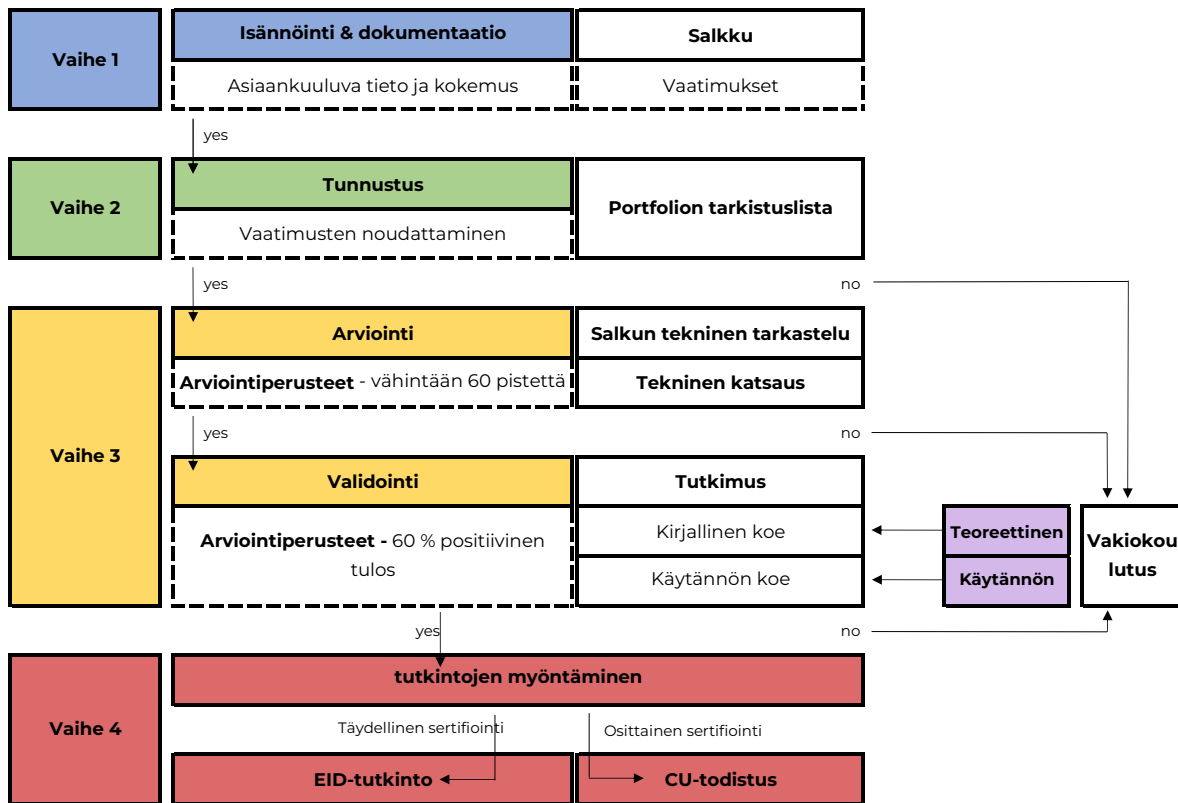 Vaihe 1
Isännöinti & dokumentaatio
Salkku
Asiaankuuluva tieto ja kokemus
Vaatimukset
yes
Vaihe 2
Tunnustus
Portfolion tarkistuslista
Vaatimusten noudattaminen
yes
no
Vaihe 3
Arviointi
Salkun tekninen tarkastelu
Arviointiperusteet - vähintään 60 pistettä
Tekninen katsaus
yes
no
Validointi
Tutkimus
Arviointiperusteet - 60 % positiivinen
tulos
Kirjallinen koe
Käytännön koe
Teoreettinen
Käytännön
Vakiokou
lutus
yes
no
Vaihe 4
tutkintojen myöntäminen
Täydellinen sertifiointi
Osittainen sertifiointi
EID-tutkinto
CU-todistus